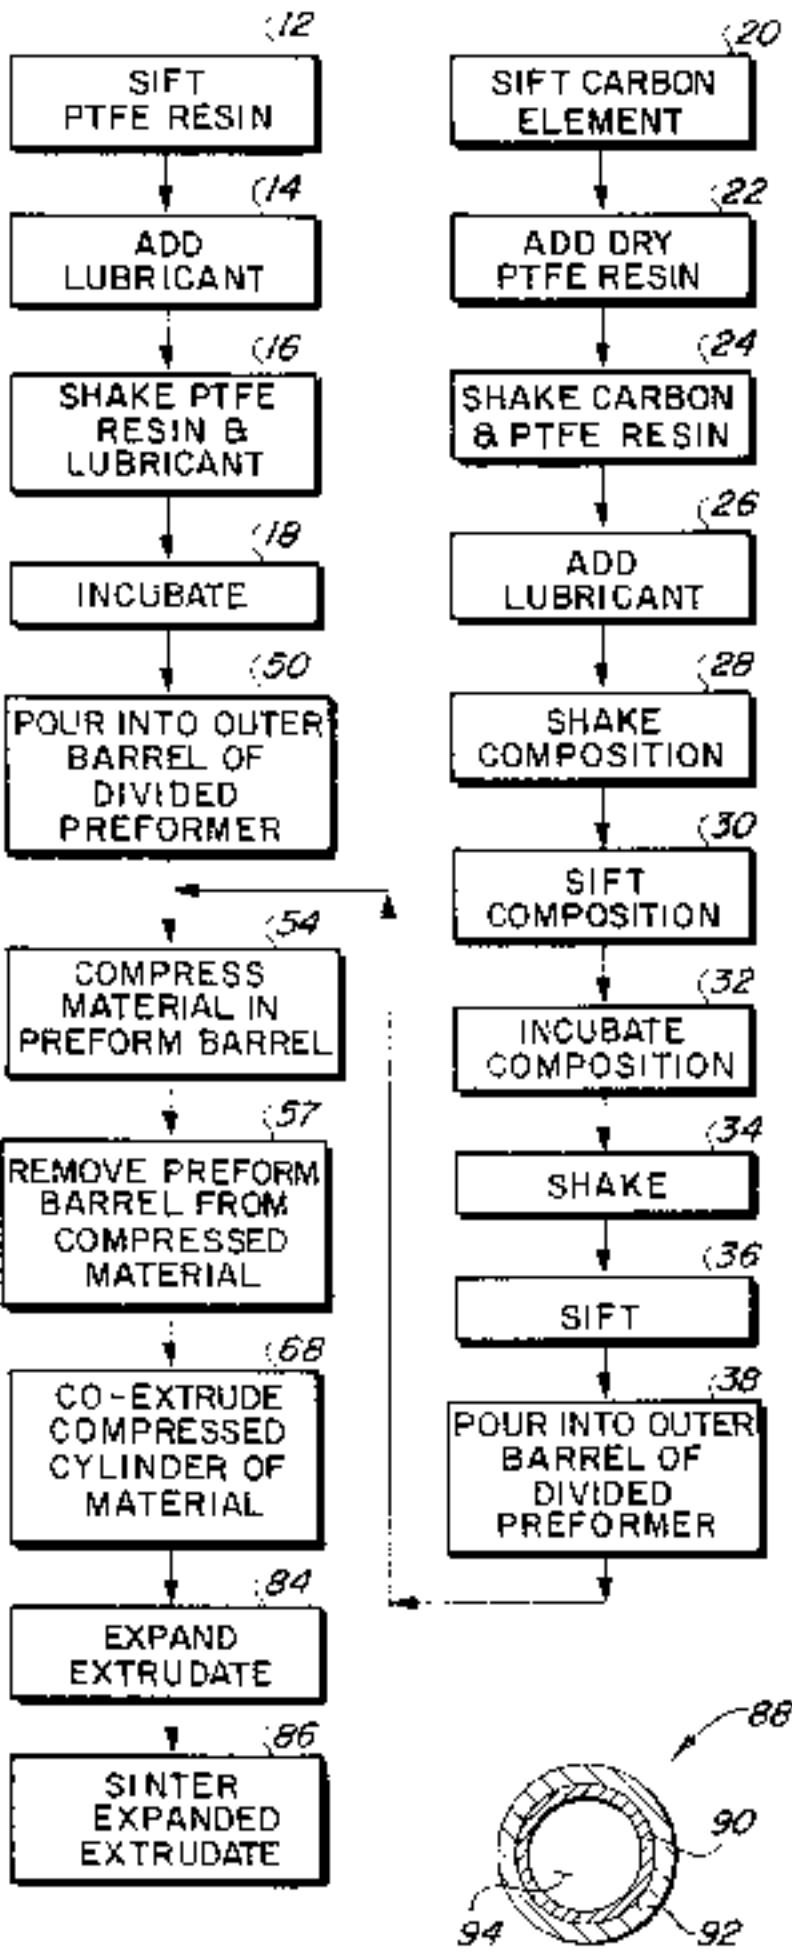 12
SIFT
PTFE RESIN
14
ADD
LUBRICANT
16
SHAKE PTFE
RESIN &
LUBRICANT
18
INCUBATE
50
POUR INTO OUTER
BARREL OF
DIVIDED
PREFORMER
54
COMPRESS
MATERIAL IN
PREFORM BARREL
57
REMOVE PREFORM
BARREL FROM
COMPRESSED
MATERIAL
68
CO-EXTRUDE
COMPRESSED
CYLINDER OF
MATERIAL
84
EXPAND
EXTRUDATE
86
SINTER
EXPANDED
EXTRUDATE
20
SIFT CARBON
ELEMENT
22
ADD DRY
PTFE RESIN
24
SHAKE CARBON
& PTFE RESIN
26
ADD
LUBRICANT
28
SHAKE
COMPOSITION
30
SIFT
COMPOSITION
32
INCUBATE
COMPOSITION
34
SHAKE
36
SIFT
38
POUR INTO OUTER
BARREL OF
DIVIDED
PREFORMER
88
90
94
92